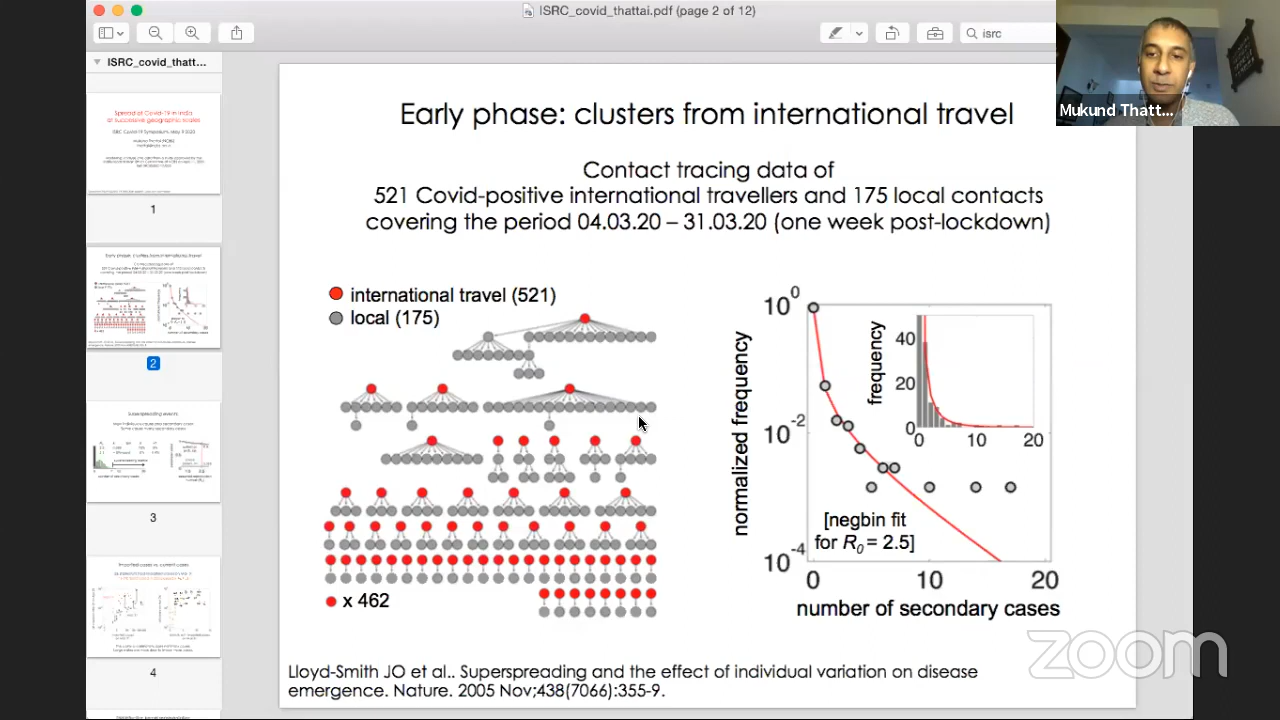 ISRC_covid_thattai.pdf (page 2 of 12)
isrc
ISRC_covid_thatt...
Mukund Thatt...
1
2
Superspreading events
3
4
Early phase: clusters from international travel
Contact tracing data of
521 Covid-positive international travellers and 175 local contacts
covering the period 04.03.20 – 31.03.20 (one week post-lockdown)
international travel (521)
local (175)
x 462
normalized frequency
10^0
10^-2
10^-4
[negbin fit
for R_0 = 2.5]
0
10
20
number of secondary cases
frequency
40
20
0
0
20
Lloyd-Smith JO et al.. Superspreading and the effect of individual variation on disease
emergence. Nature. 2005 Nov;438(7066):355-9.
zoom